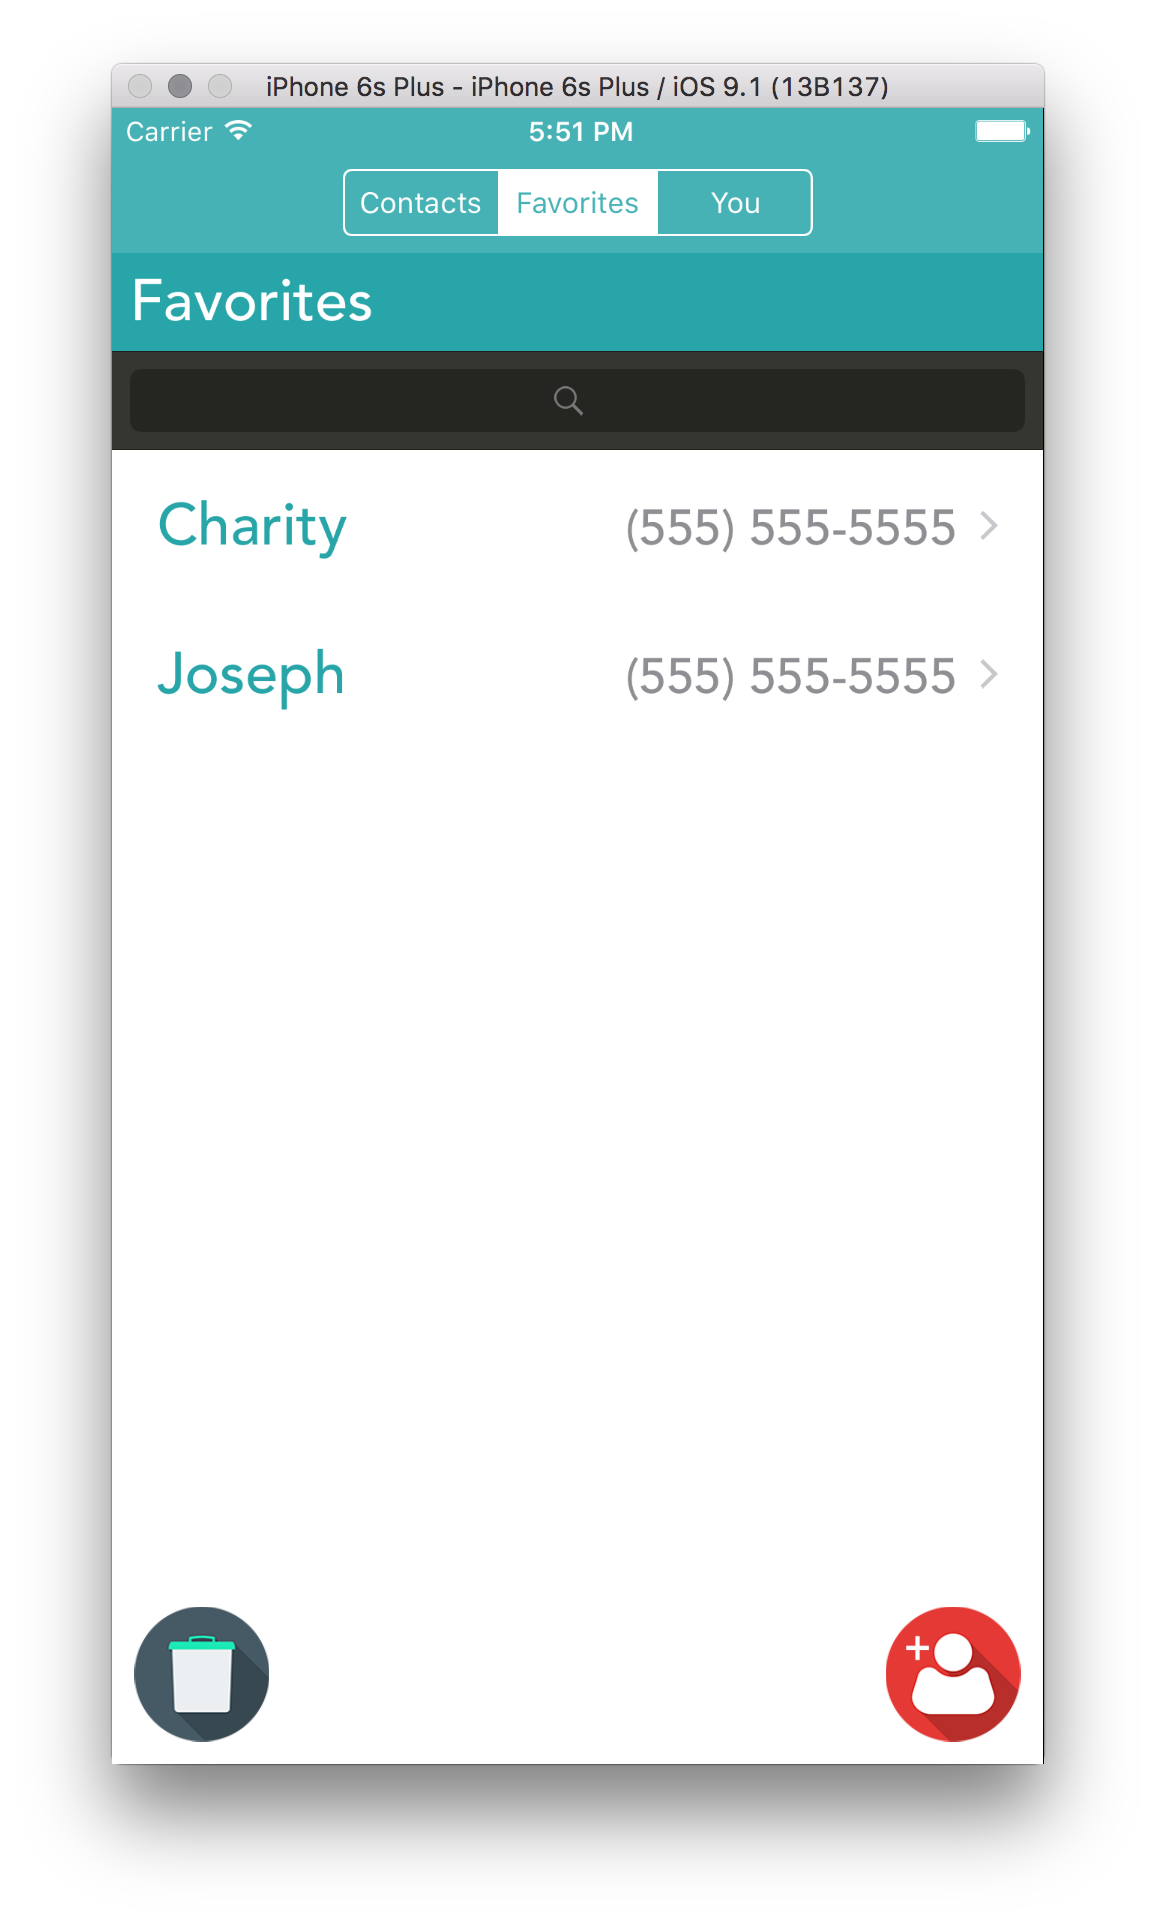 iPhone 6s Plus - iPhone 6s Plus / iOS 9.1 (13B137)
Carrier 5:51 PM
Contacts Favorites You
Favorites
Charity (555) 555-5555
Joseph (555) 555-5555